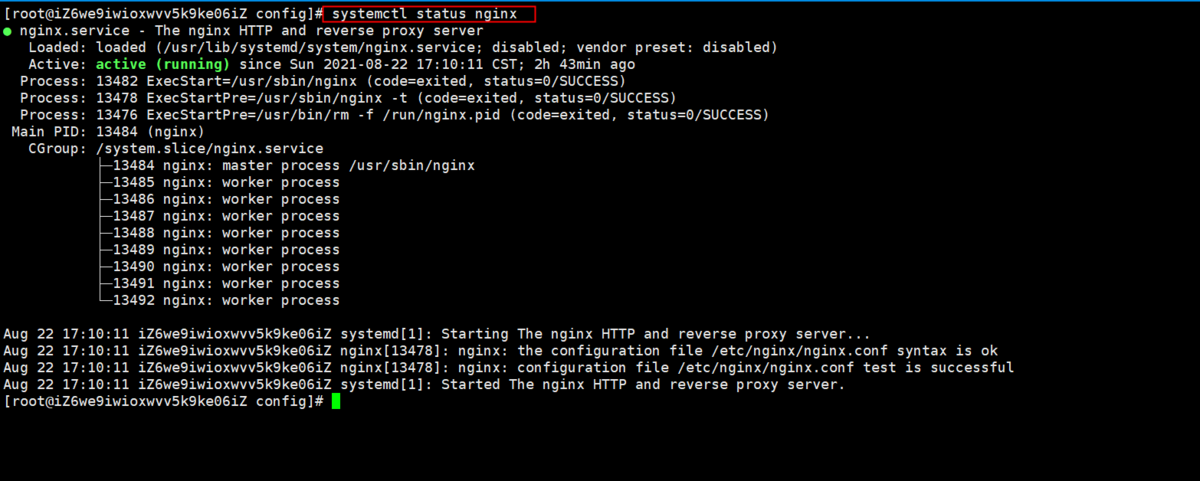 [root@iZ6we9iwioxwvv5k9ke06iZ config]# systemctl status nginx
● nginx.service - The nginx HTTP and reverse proxy server
   Loaded: loaded (/usr/lib/systemd/system/nginx.service; disabled; vendor preset: disabled)
   Active: active (running) since Sun 2021-08-22 17:10:11 CST; 2h 43min ago
  Process: 13482 ExecStart=/usr/sbin/nginx (code=exited, status=0/SUCCESS)
  Process: 13478 ExecStartPre=/usr/sbin/nginx -t (code=exited, status=0/SUCCESS)
  Process: 13476 ExecStartPre=/usr/bin/rm -f /run/nginx.pid (code=exited, status=0/SUCCESS)
 Main PID: 13484 (nginx)
   CGroup: /system.slice/nginx.service
           ├─13484 nginx: master process /usr/sbin/nginx
           ├─13485 nginx: worker process
           ├─13486 nginx: worker process
           ├─13487 nginx: worker process
           ├─13488 nginx: worker process
           ├─13489 nginx: worker process
           ├─13490 nginx: worker process
           ├─13491 nginx: worker process
           └─13492 nginx: worker process

Aug 22 17:10:11 iZ6we9iwioxwvv5k9ke06iZ systemd[1]: Starting The nginx HTTP and reverse proxy server...
Aug 22 17:10:11 iZ6we9iwioxwvv5k9ke06iZ nginx[13478]: nginx: the configuration file /etc/nginx/nginx.conf syntax is ok
Aug 22 17:10:11 iZ6we9iwioxwvv5k9ke06iZ nginx[13478]: nginx: configuration file /etc/nginx/nginx.conf test is successful
Aug 22 17:10:11 iZ6we9iwioxwvv5k9ke06iZ systemd[1]: Started The nginx HTTP and reverse proxy server.
[root@iZ6we9iwioxwvv5k9ke06iZ config]#